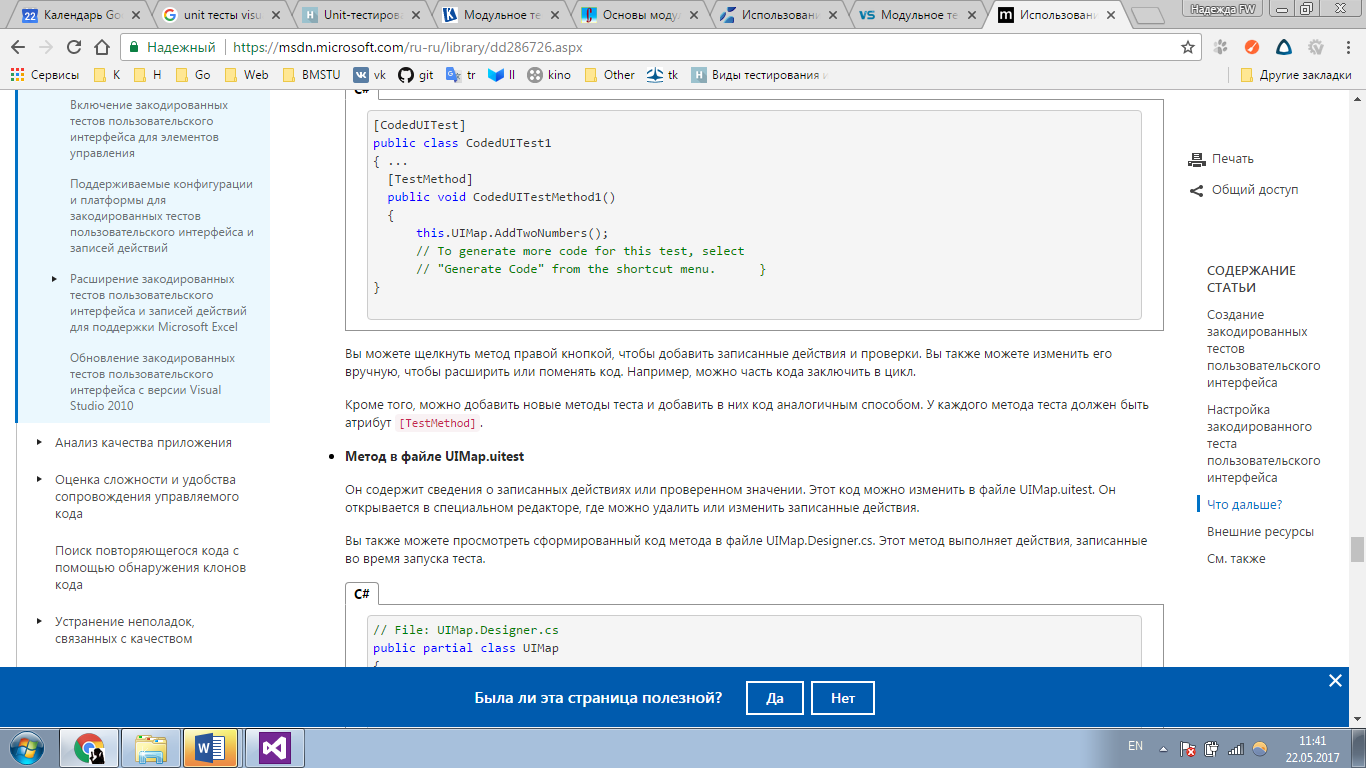 Календарь Goo
unit тесты visu
Unit-тестирова
Модульное те
Основы моду
Использовани
Модульное те
Использовани
Надежда FW
Надежный
https://msdn.microsoft.com/ru-ru/library/dd286726.aspx
Сервисы
K
H
Go
Web
BMSTU
vk
git
tr
ll
kino
Other
tk
Виды тестирования и
Другие закладки
Включение закодированных
тестов пользовательского
интерфейса для элементов
управления
Поддерживаемые конфигурации
и платформы для
закодированных тестов
пользовательского интерфейса и
записей действий
Расширение закодированных
тестов пользовательского
интерфейса и записей действий
для поддержки Microsoft Excel
Обновление закодированных
тестов пользовательского
интерфейса с версии Visual
Studio 2010
Анализ качества приложения
Оценка сложности и удобства
сопровождения управляемого
кода
Поиск повторяющегося кода с
помощью обнаружения клонов
кода
Устранение неполадок,
связанных с качеством
C#
[CodedUITest]
public class CodedUITest1
{ ...
[TestMethod]
public void CodedUITestMethod1()
{
this.UIMap.AddTwoNumbers();
// To generate more code for this test, select
// "Generate Code" from the shortcut menu.      }
}
Вы можете щелкнуть метод правой кнопкой, чтобы добавить записанные действия и проверки. Вы также можете изменить его
вручную, чтобы расширить или поменять код. Например, можно часть кода заключить в цикл.
Кроме того, можно добавить новые методы теста и добавить в них код аналогичным способом. У каждого метода теста должен быть
атрибут [TestMethod].
Метод в файле UIMap.uitest
Он содержит сведения о записанных действиях или проверенном значении. Этот код можно изменить в файле UIMap.uitest. Он
открывается в специальном редакторе, где можно удалить или изменить записанные действия.
Вы также можете просмотреть сформированный код метода в файле UIMap.Designer.cs. Этот метод выполняет действия, записанные
во время запуска теста.
C#
// File: UIMap.Designer.cs
public partial class UIMap
{
Печать
Общий доступ
СОДЕРЖАНИЕ
СТАТЬИ
Создание
закодированных
тестов
пользовательского
интерфейса
Настройка
закодированного
теста
пользовательского
интерфейса
Что дальше?
Внешние ресурсы
См. также
Была ли эта страница полезной?
Да
Нет
EN
11:41
22.05.2017